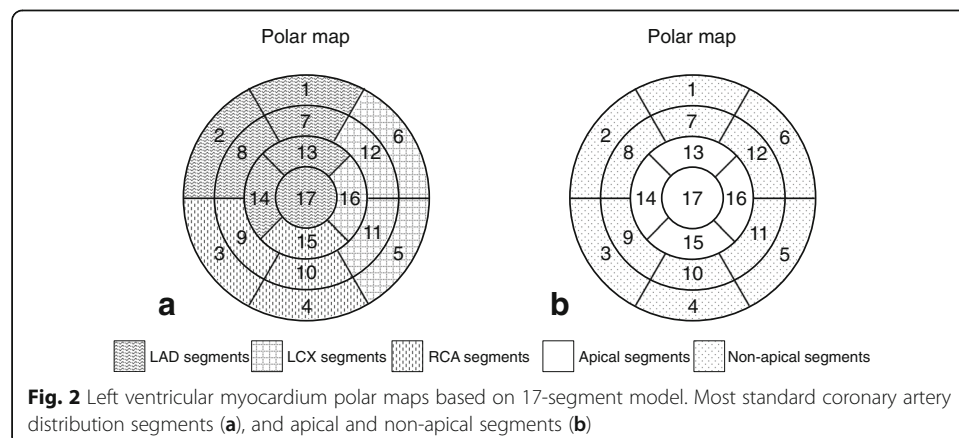 Polar map Polar map
1 1
2 7 6 2 7 6
8 13 12 8 13 12
14 17 16 14 17 16
3 9 15 11 5 3 9 15 11 5
10 10
4 4
a b
LAD segments LCX segments RCA segments Apical segments Non-apical segments
Fig. 2 Left ventricular myocardium polar maps based on 17-segment model. Most standard coronary artery
distribution segments (a), and apical and non-apical segments (b)